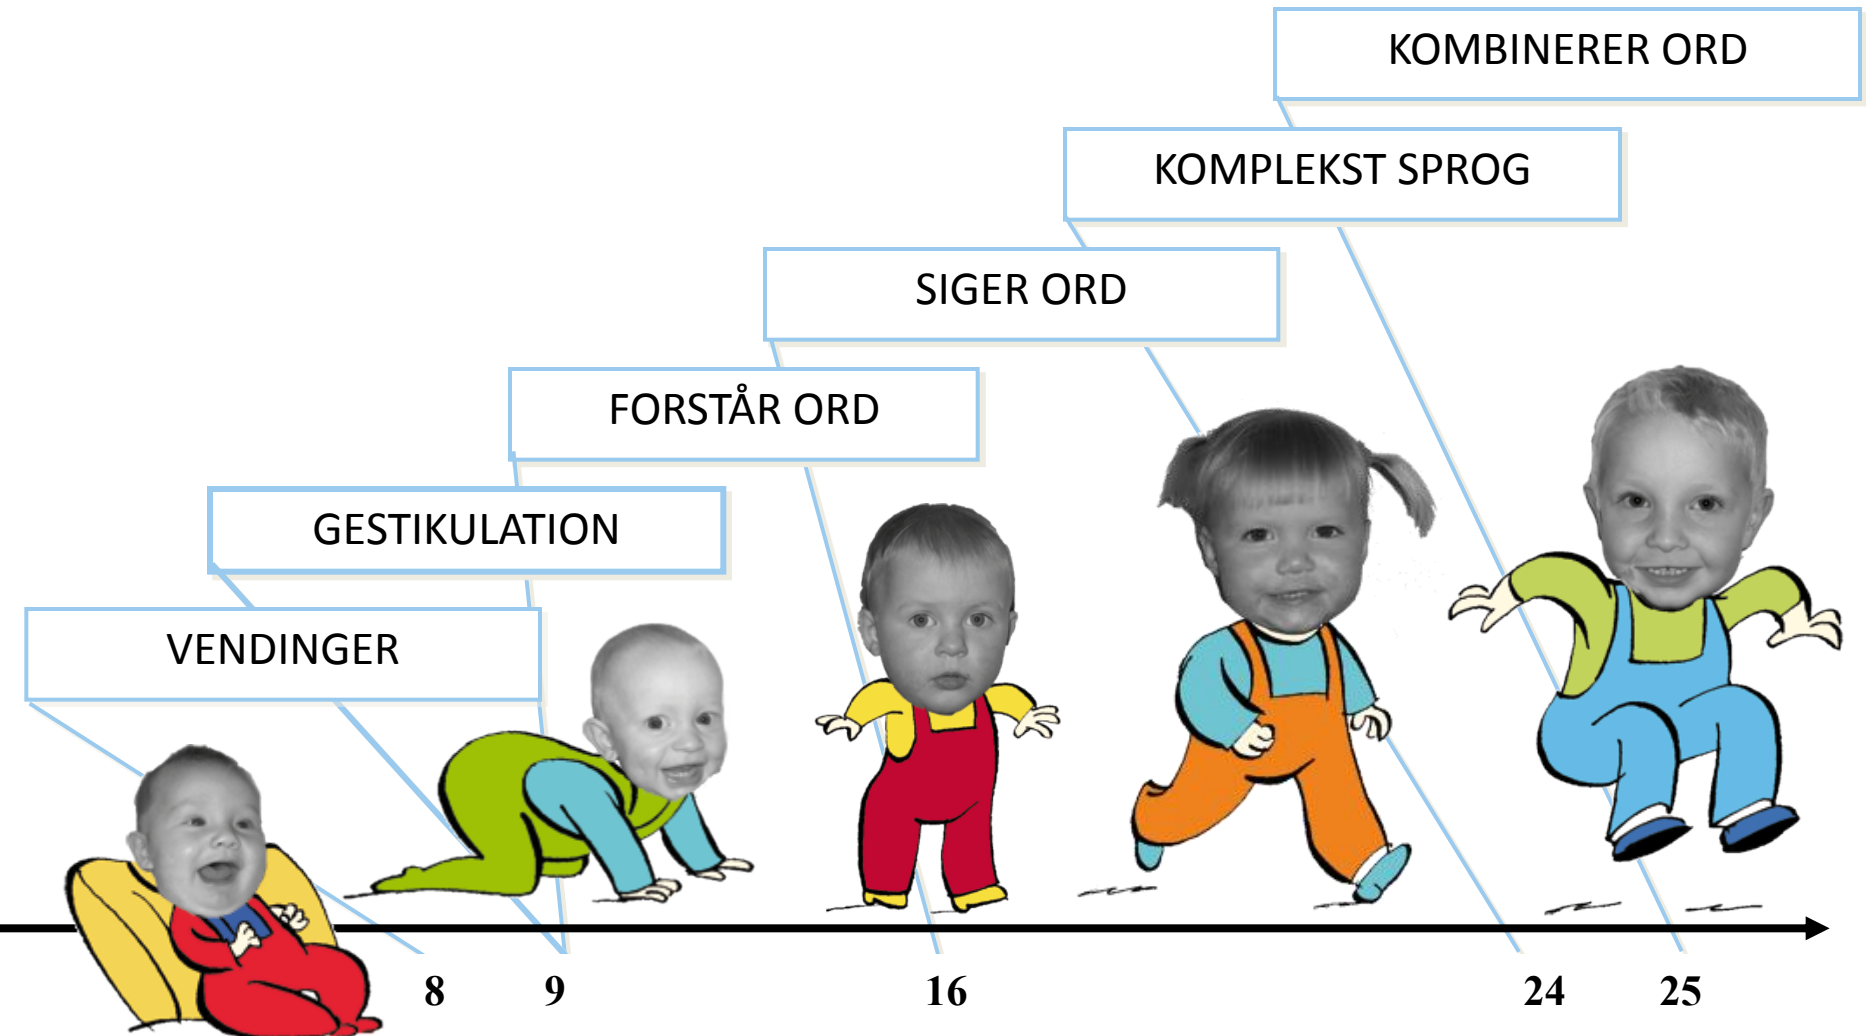 KOMBINERER ORD
KOMPLEKST SPROG
SIGER ORD
FORSTÅR ORD
GESTIKULATION
VENDINGER
8 9 16 24 25